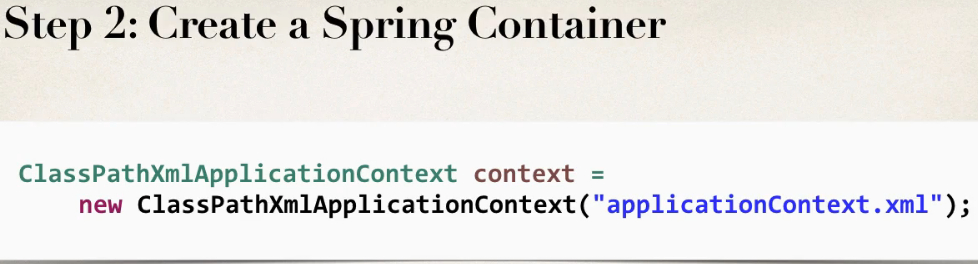 Step 2: Create a Spring Container
ClassPathXmlApplicationContext context =
new ClassPathXmlApplicationContext("applicationContext.xml");